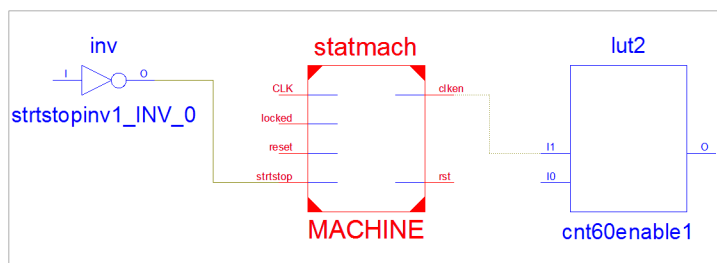 inv
statmach
lut2
I
O
strtstopinv1_INV_0
CLK
clken
locked
reset
I1
O
strtstop
rst
I0
MACHINE
cnt60enable1